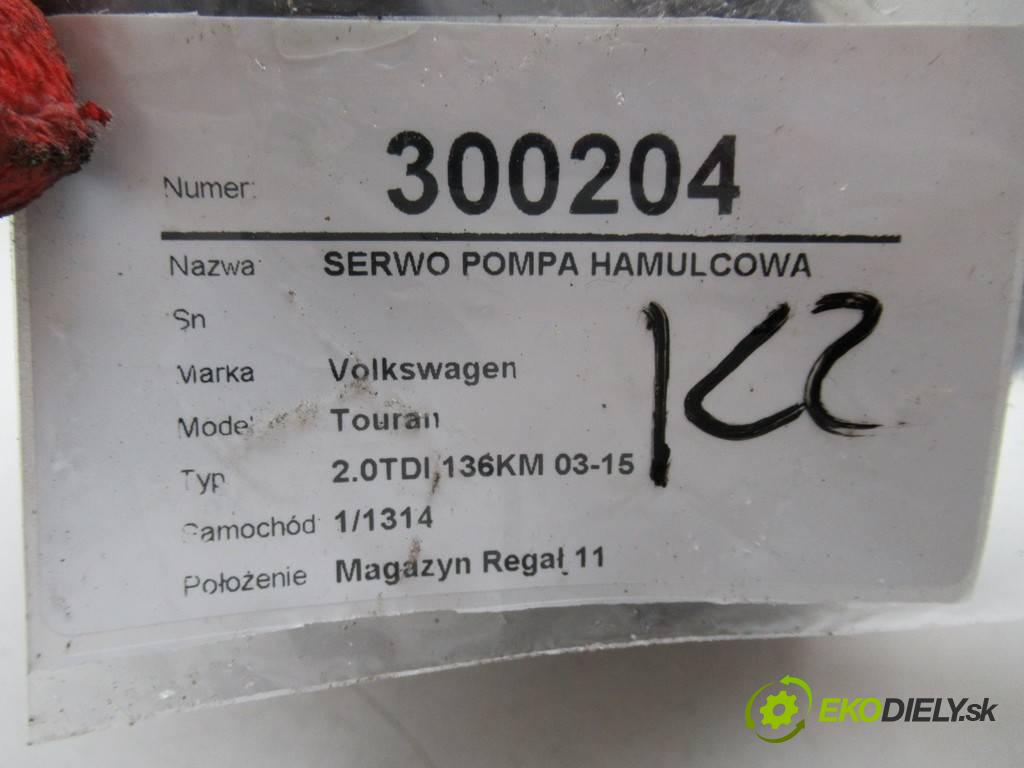 Numer: 300204
Nazwa SERWO POMPA HAMULCOWA
Sn
Marka Volkswagen
Model Touran
Typ 2.0TDI 136KM 03-15
Samochód 1/1314
Położenie Magazyn Regał 11
EKODIELY.sk